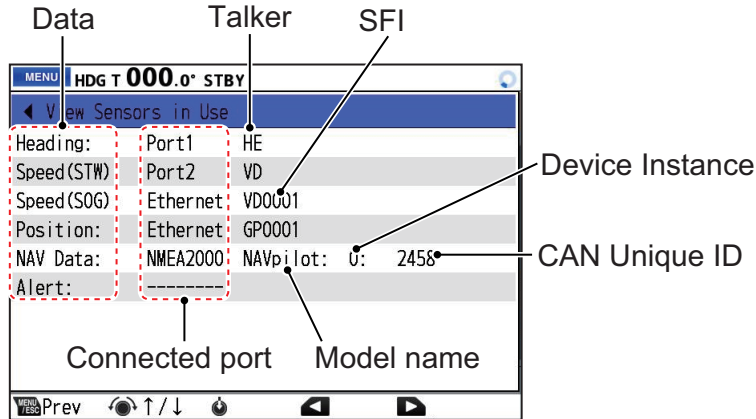 Data Talker SFI
MENU HDG T 000.0° STBY
View Sensors in Use
Heading: Port1 HE
Speed(STW) Port2 VD
Speed(SOG) Ethernet VD0001
Position: Ethernet GP0001
NAV Data: NMEA2000 NAVpilot: 0: 2458
Alert: --------
Device Instance
CAN Unique ID
Connected port Model name
MENU/ESC Prev ↑/↓